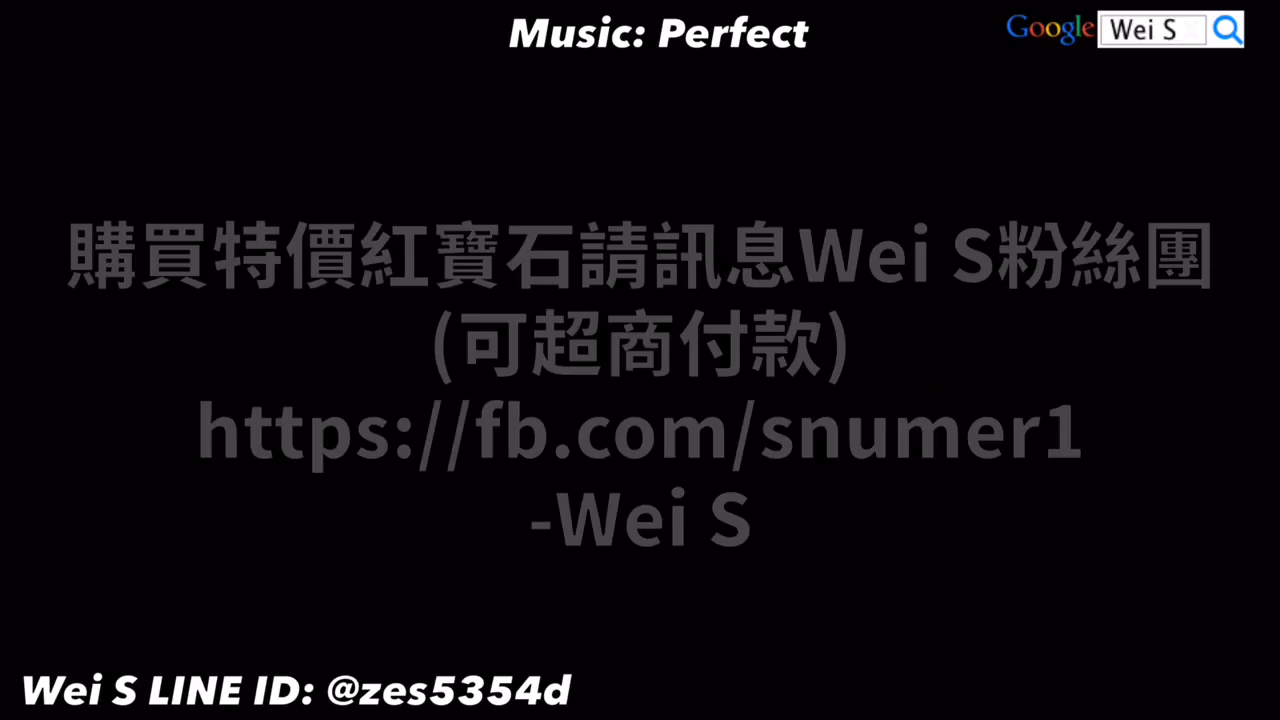 Music: Perfect
Google Wei S
購買特價紅寶石請訊息Wei S粉絲團
(可超商付款)
https://fb.com/snumer1
-Wei S
Wei S LINE ID: @zes5354d